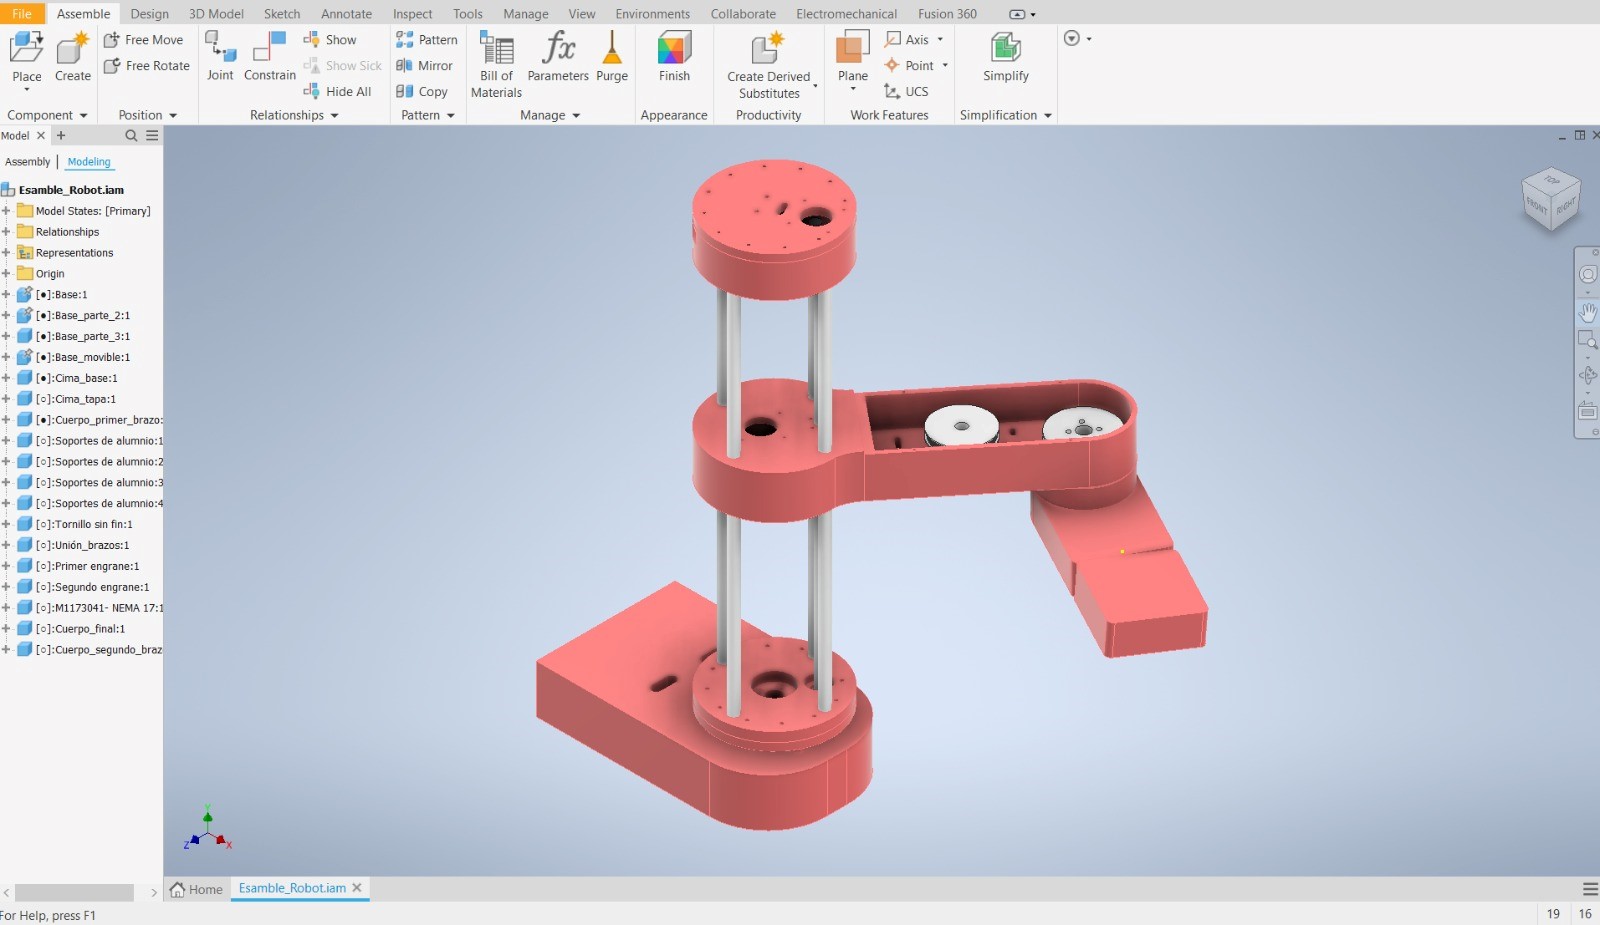 File Assemble Design 3D Model Sketch Annotate Inspect Tools Manage View Environments Collaborate Electromechanical Fusion 360
Place
Create
Free Move
Free Rotate
Joint
Constrain
Show
Show Sick
Hide All
Pattern
Mirror
Copy
Bill of
Materials
Parameters
Purge
Finish
Create Derived
Substitutes
Plane
Axis
Point
UCS
Simplify
Component Position Relationships Pattern Manage Appearance Productivity Work Features Simplification
Model
Assembly | Modeling
Esamble_Robot.iam
Model States: [Primary]
Relationships
Representations
Origin
[●]:Base:1
[●]:Base_parte_2:1
[●]:Base_parte_3:1
[●]:Base_movible:1
[●]:Cima_base:1
[○]:Cima_tapa:1
[●]:Cuerpo_primer_brazo:
[○]:Soportes de alumnio:1
[○]:Soportes de alumnio:2
[○]:Soportes de alumnio:3
[○]:Soportes de alumnio:4
[○]:Tornillo sin fin:1
[○]:Unión_brazos:1
[○]:Primer engrane:1
[○]:Segundo engrane:1
[○]:M1173041- NEMA 17:1
[○]:Cuerpo_final:1
[○]:Cuerpo_segundo_braz
TOP
FRONT
RIGHT
Y
Z
X
Home
Esamble_Robot.iam
For Help, press F1
19 16